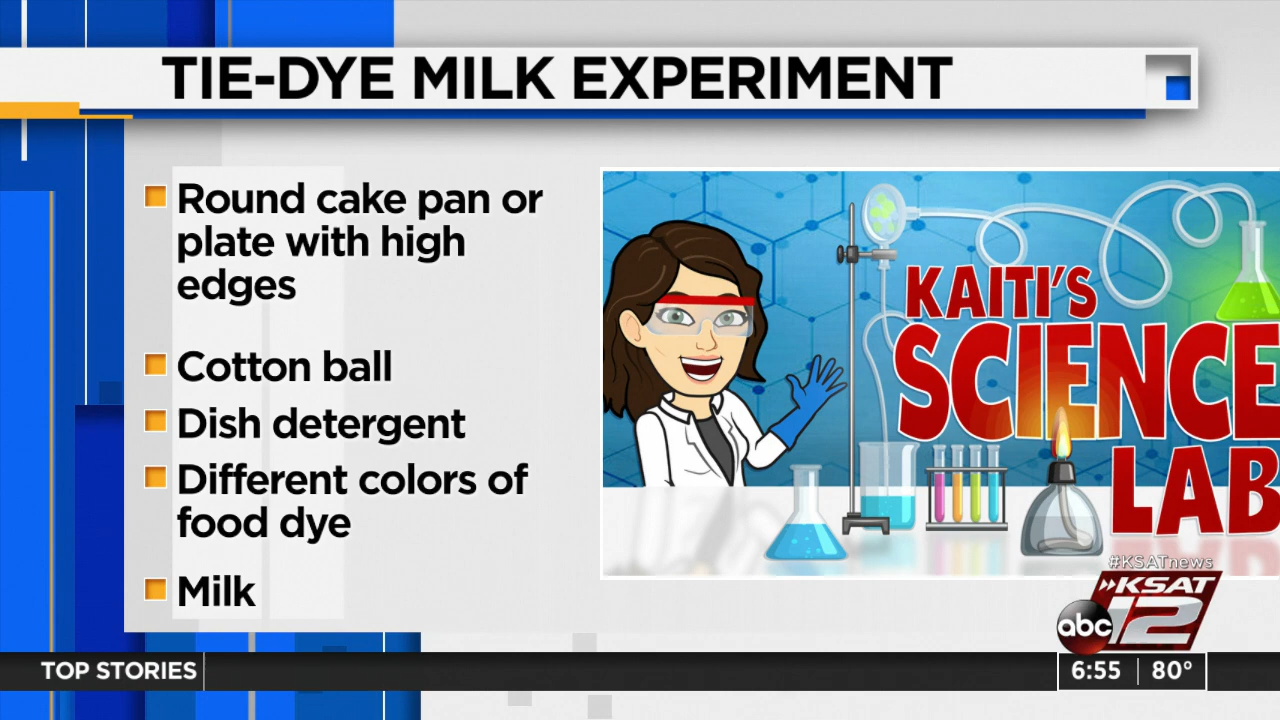 TIE-DYE MILK EXPERIMENT
Round cake pan or
plate with high
edges
Cotton ball
Dish detergent
Different colors of
food dye
Milk
KAITI'S
SCIENCE
LAB
#KSATnews
KSAT
abc 12
TOP STORIES
6:55 80°